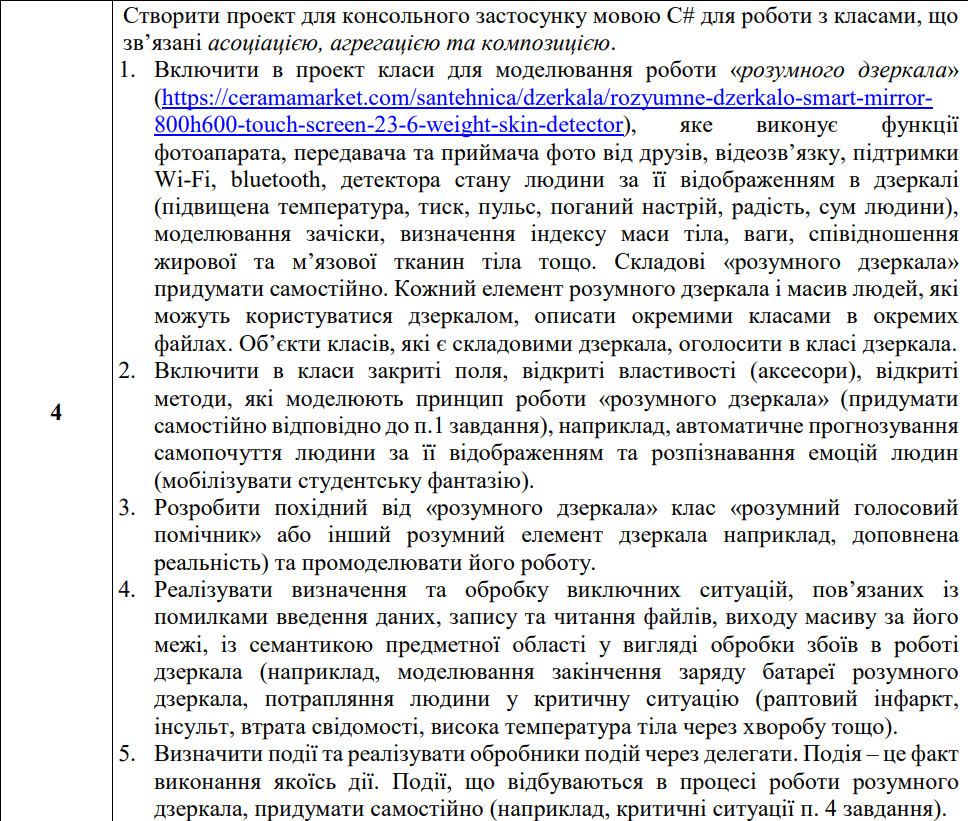 Створити проект для консольного застосунку мовою C# для роботи з класами, що
зв’язані асоціацією, агрегацією та композицією.
1. Включити в проект класи для моделювання роботи «розумного дзеркала»
(https://ceramamarket.com/santehnica/dzerkala/rozyumne-dzerkalo-smart-mirror-
800h600-touch-screen-23-6-weight-skin-detector), яке виконує функції
фотоапарата, передавача та приймача фото від друзів, відеозв’язку, підтримки
Wi-Fi, bluetooth, детектора стану людини за її відображенням в дзеркалі
(підвищена температура, тиск, пульс, поганий настрій, радість, сум людини),
моделювання зачіски, визначення індексу маси тіла, ваги, співідношення
жирової та м’язової тканин тіла тощо. Складові «розумного дзеркала»
придумати самостійно. Кожний елемент розумного дзеркала і масив людей, які
можуть користуватися дзеркалом, описати окремими класами в окремих
файлах. Об’єкти класів, які є складовими дзеркала, оголосити в класі дзеркала.
2. Включити в класи закриті поля, відкриті властивості (аксесори), відкриті
методи, які моделюють принцип роботи «розумного дзеркала» (придумати
4
самостійно відповідно до п.1 завдання), наприклад, автоматичне прогнозування
самопочуття людини за її відображенням та розпізнавання емоцій людин
(мобілізувати студентську фантазію).
3. Розробити похідний від «розумного дзеркала» клас «розумний голосовий
помічник» або інший розумний елемент дзеркала наприклад, доповнена
реальність) та промоделювати його роботу.
4. Реалізувати визначення та обробку виключних ситуацій, пов’язаних із
помилками введення даних, запису та читання файлів, виходу масиву за його
межі, із семантикою предметної області у вигляді обробки збоїв в роботі
дзеркала (наприклад, моделювання закінчення заряду батареї розумного
дзеркала, потрапляння людини у критичну ситуацію (раптовий інфаркт,
інсульт, втрата свідомості, висока температура тіла через хворобу тощо).
5. Визначити події та реалізувати обробники подій через делегати. Подія – це факт
виконання якоїсь дії. Події, що відбуваються в процесі роботи розумного
дзеркала, придумати самостійно (наприклад, критичні ситуації п. 4 завдання).